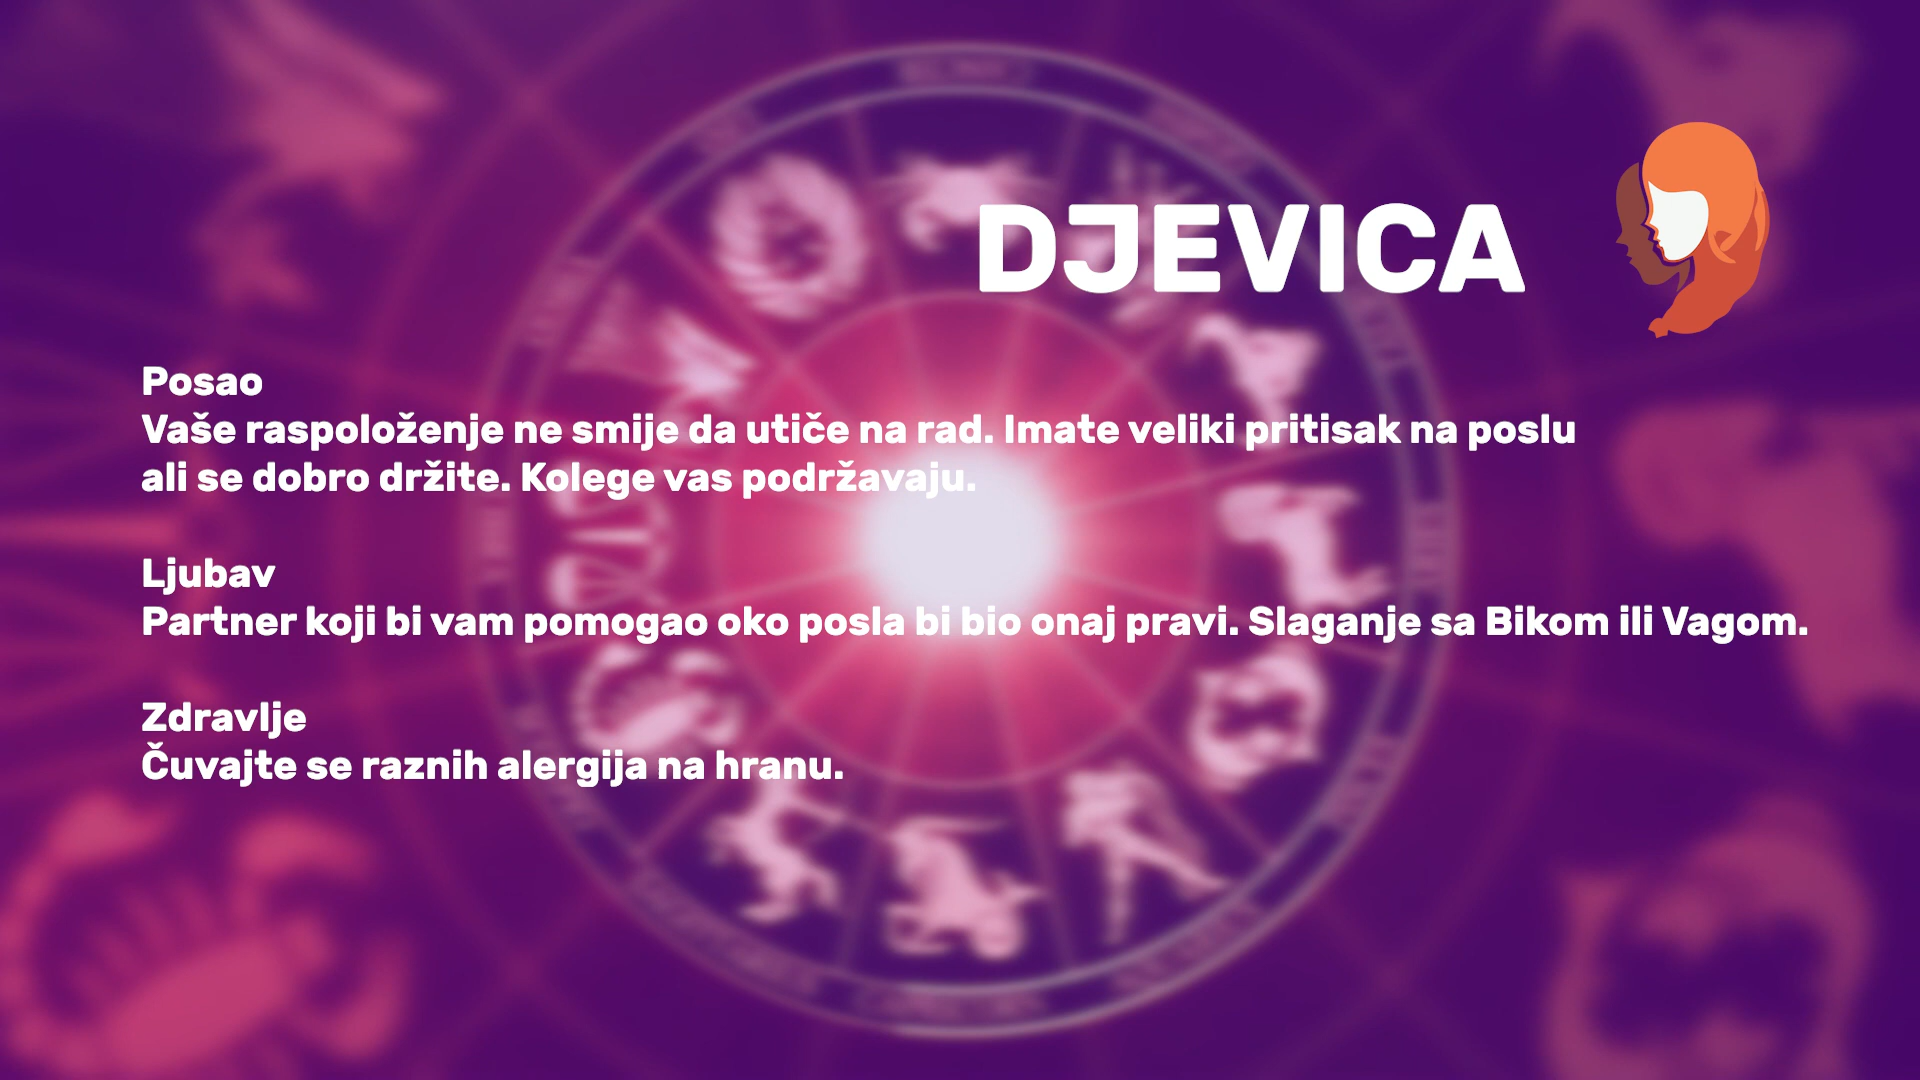 DJEVICA
Posao
Vaše raspoloženje ne smije da utiče na rad. Imate veliki pritisak na poslu
ali se dobro držite. Kolege vas podržavaju.
Ljubav
Partner koji bi vam pomogao oko posla bi bio onaj pravi. Slaganje sa Bikom ili Vagom.
Zdravlje
Čuvajte se raznih alergija na hranu.